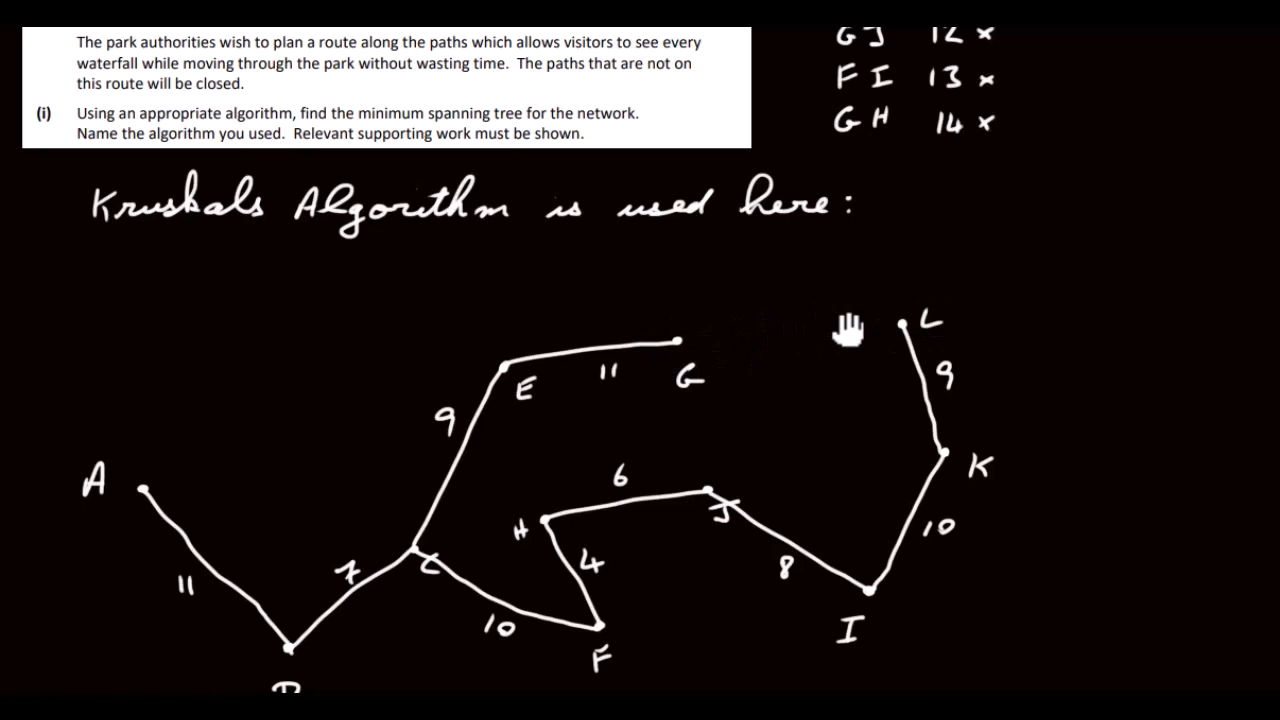 The park authorities wish to plan a route along the paths which allows visitors to see every
waterfall while moving through the park without wasting time. The paths that are not on
this route will be closed.
(i) Using an appropriate algorithm, find the minimum spanning tree for the network.
Name the algorithm you used. Relevant supporting work must be shown.
G J 12 x
F I 13 x
G H 14 x
Kruskals Algorithm is used here:
L
E 11 G
9
9
A
H 6 J
K
11
7
C
4
8
10
10
F
I